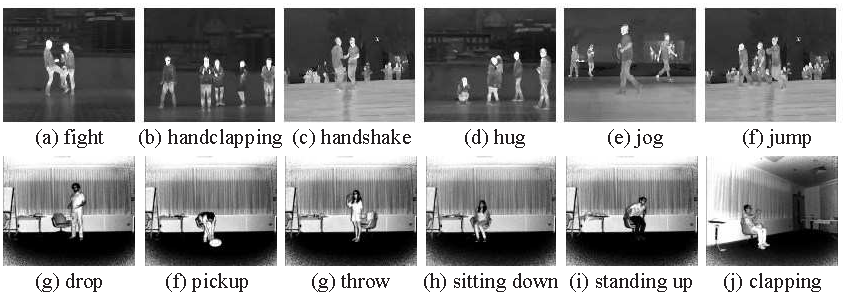 (a) fight (b) handclapping (c) handshake (d) hug (e) jog (f) jump
(g) drop (f) pickup (g) throw (h) sitting down (i) standing up (j) clapping